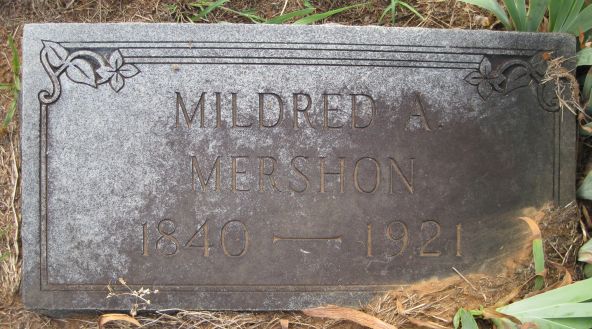 MILDRED A.
MERSHON
1840 — 1921